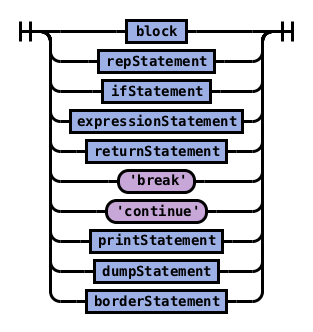 block
repStatement
ifStatement
expressionStatement
returnStatement
'break'
'continue'
printStatement
dumpStatement
borderStatement